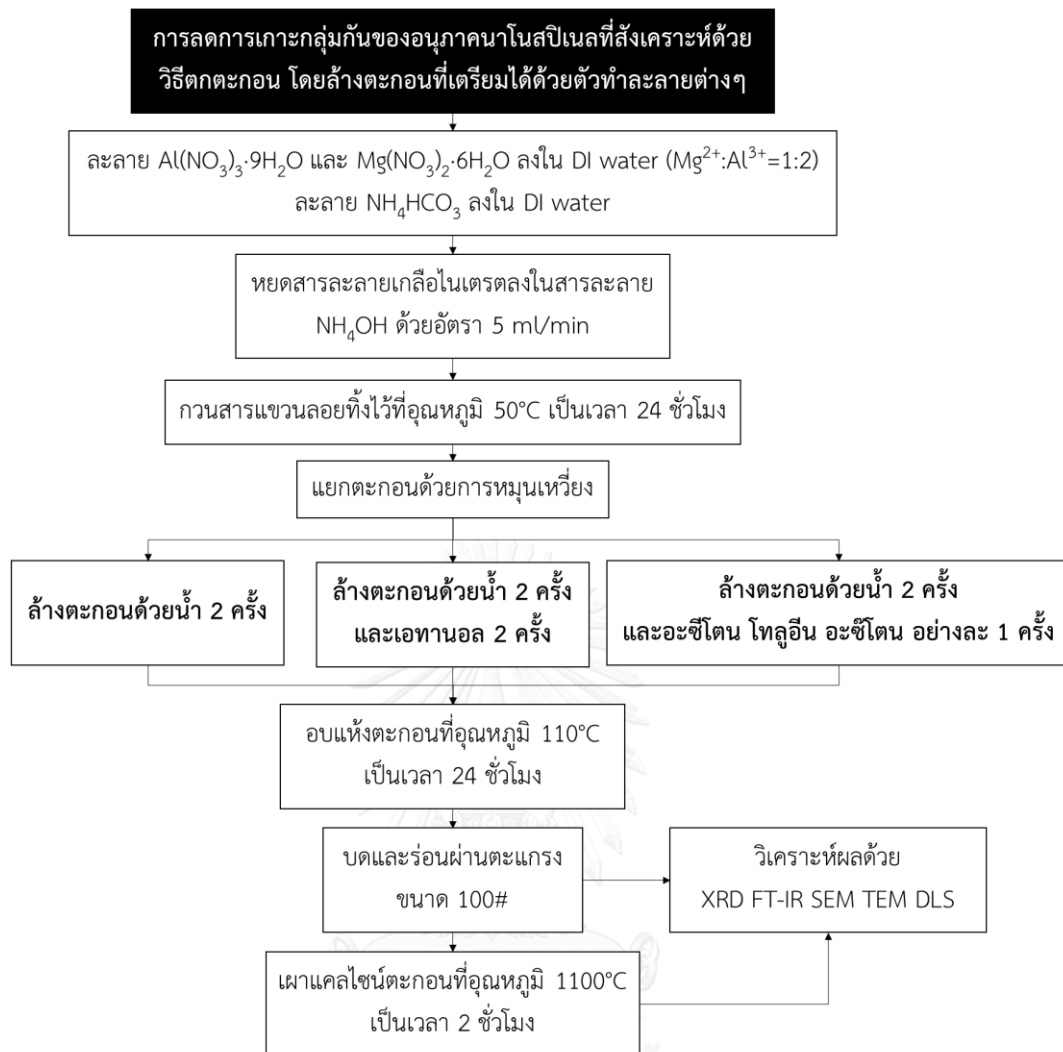 การลดการเกาะกลุ่มกันของอนุภาคนาโนสปิเนลที่สังเคราะห์ด้วย
วิธีตกตะกอน โดยล้างตะกอนที่เตรียมได้ด้วยตัวทำละลายต่างๆ
ละลาย Al(NO₃)₃·9H₂O และ Mg(NO₃)₂·6H₂O ลงใน DI water (Mg²⁺:Al³⁺=1:2)
ละลาย NH₄HCO₃ ลงใน DI water
หยดสารละลายเกลือไนเตรตลงในสารละลาย
NH₄OH ด้วยอัตรา 5 ml/min
กวนสารแขวนลอยทิ้งไว้ที่อุณหภูมิ 50°C เป็นเวลา 24 ชั่วโมง
แยกตะกอนด้วยการหมุนเหวี่ยง
ล้างตะกอนด้วยน้ำ 2 ครั้ง
ล้างตะกอนด้วยน้ำ 2 ครั้ง
และเอทานอล 2 ครั้ง
ล้างตะกอนด้วยน้ำ 2 ครั้ง
และอะซีโตน โทลูอีน อะซิโตน อย่างละ 1 ครั้ง
อบแห้งตะกอนที่อุณหภูมิ 110°C
เป็นเวลา 24 ชั่วโมง
บดและร่อนผ่านตะแกรง
ขนาด 100#
วิเคราะห์ผลด้วย
XRD FT-IR SEM TEM DLS
เผาแคลไซน์ตะกอนที่อุณหภูมิ 1100°C
เป็นเวลา 2 ชั่วโมง